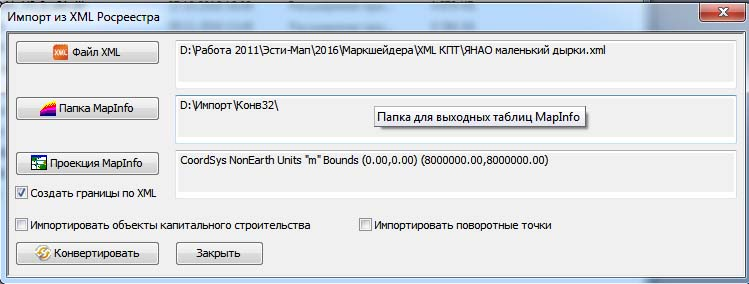 Импорт из XML Росреестра
XML Файл XML
D:\Работа 2011\Эсти-Мап\2016\Маркшейдера\XML КПТ\ЯНАО маленький дырки.xml
Папка MapInfo
D:\Импорт\Конв32\
Папка для выходных таблиц MapInfo
Проекция MapInfo
CoordSys NonEarth Units "m" Bounds (0.00,0.00) (8000000.00,8000000.00)
Создать границы по XML
Импортировать объекты капитального строительства
Импортировать поворотные точки
Конвертировать
Закрыть